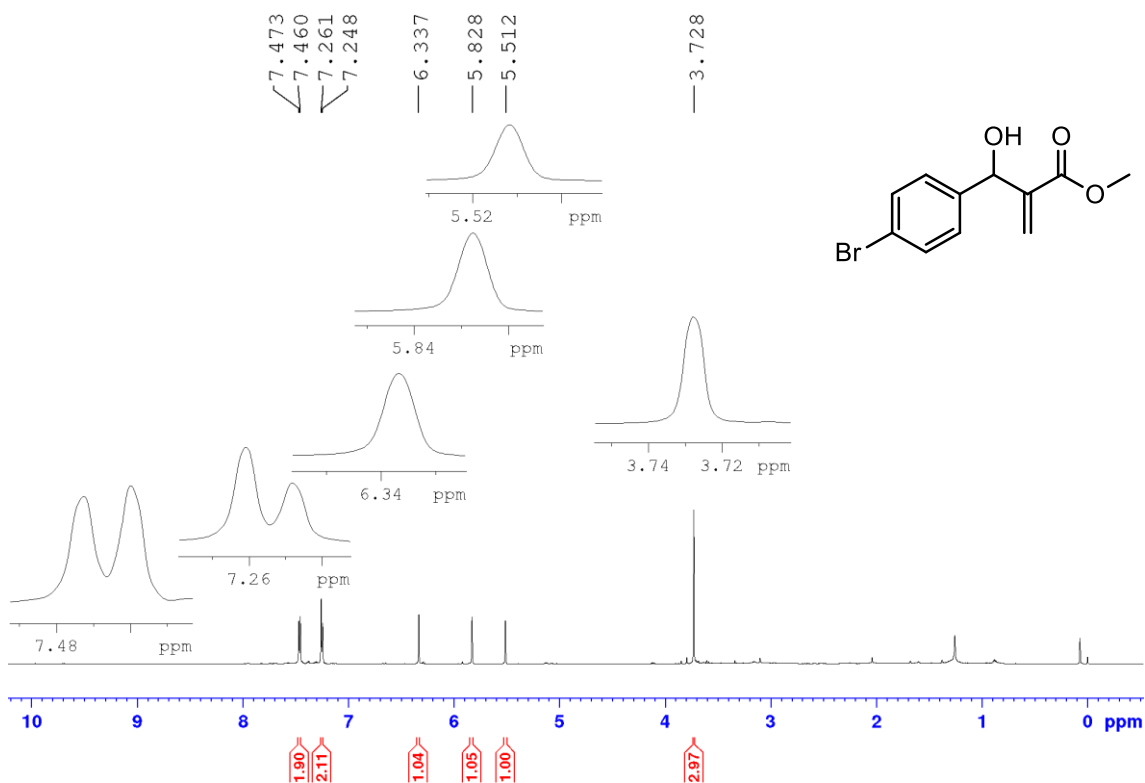 7.473
7.460
7.261
7.248
6.337
5.828
5.512
3.728
5.52 ppm
OH O
O
Br
5.84 ppm
3.74 3.72 ppm
6.34 ppm
7.26 ppm
7.48 ppm
10 9 8 7 6 5 4 3 2 1 0 ppm
1.90
2.11
1.04
1.05
1.00
2.97